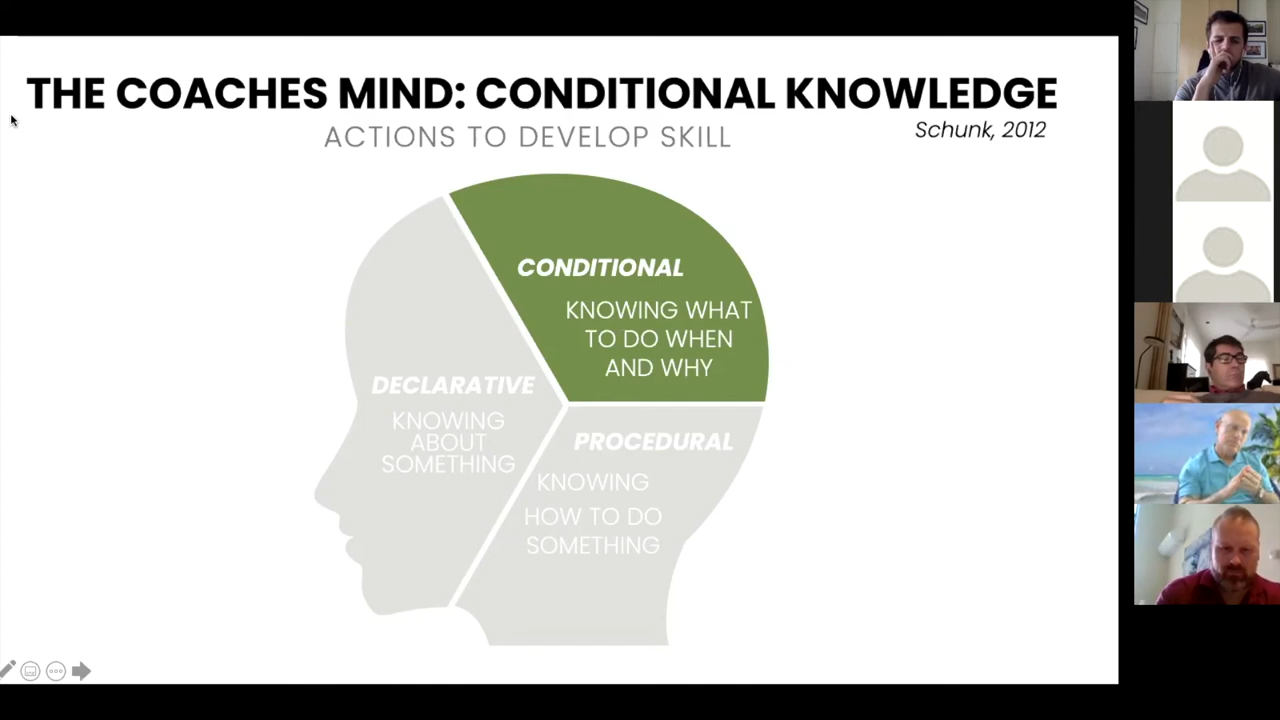 THE COACHES MIND: CONDITIONAL KNOWLEDGE
ACTIONS TO DEVELOP SKILL
Schunk, 2012
CONDITIONAL
KNOWING WHAT
TO DO WHEN
AND WHY
DECLARATIVE
KNOWING
ABOUT
SOMETHING
PROCEDURAL
KNOWING
HOW TO DO
SOMETHING